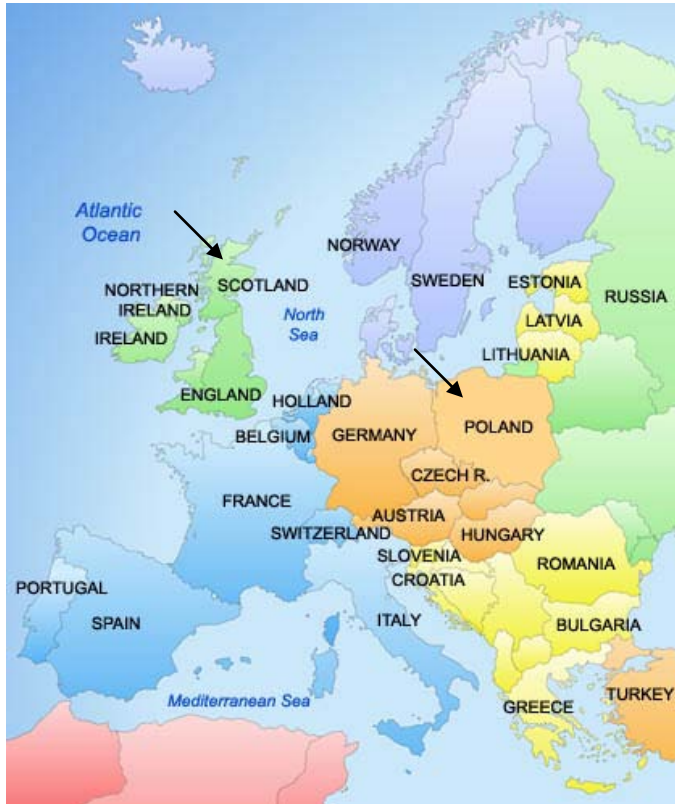 Atlantic
Ocean
NORWAY
SWEDEN
ESTONIA
RUSSIA
SCOTLAND
NORTHERN
IRELAND
North
Sea
LATVIA
IRELAND
LITHUANIA
ENGLAND
HOLLAND
BELGIUM
GERMANY
POLAND
CZECH R.
FRANCE
AUSTRIA
SWITZERLAND
HUNGARY
SLOVENIA
ROMANIA
CROATIA
PORTUGAL
SPAIN
ITALY
BULGARIA
Mediterranean Sea
GREECE
TURKEY